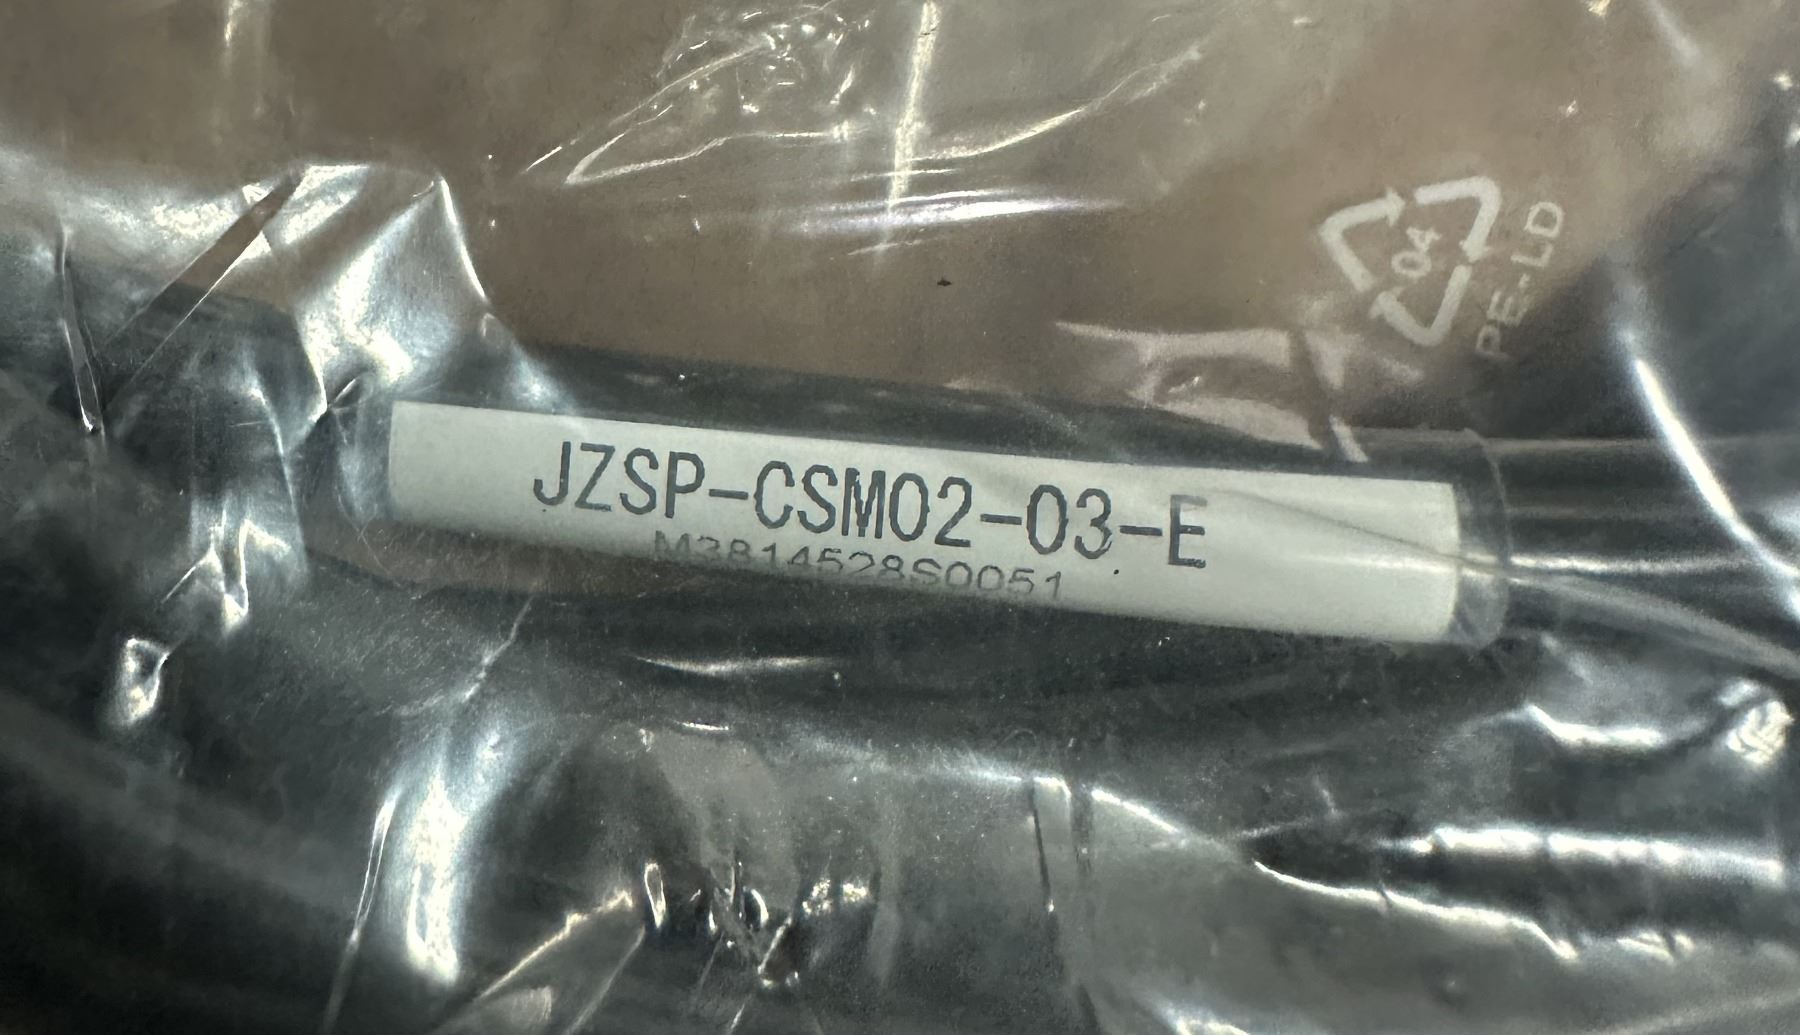 04
PE-LD
JZSP-CSM02-03-E
M3814528S0051